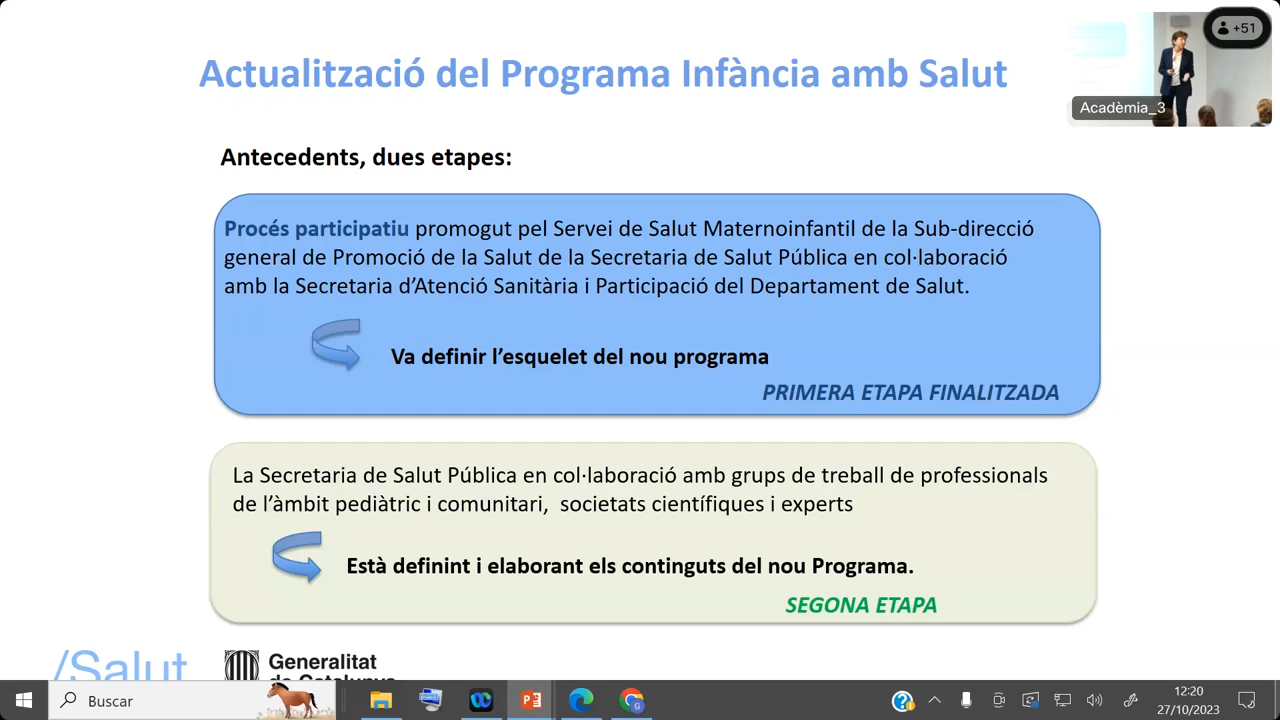 Actualització del Programa Infància amb Salut
+51
Acadèmia_3
Antecedents, dues etapes:
Procés participatiu promogut pel Servei de Salut Maternoinfantil de la Sub-direcció
general de Promoció de la Salut de la Secretaria de Salut Pública en col·laboració
amb la Secretaria d’Atenció Sanitària i Participació del Departament de Salut.
Va definir l’esquelet del nou programa
PRIMERA ETAPA FINALITZADA
La Secretaria de Salut Pública en col·laboració amb grups de treball de professionals
de l’àmbit pediàtric i comunitari,  societats científiques i experts
Està definint i elaborant els continguts del nou Programa.
SEGONA ETAPA
/Salut
Generalitat
de Catalunya
Buscar
12:20
27/10/2023